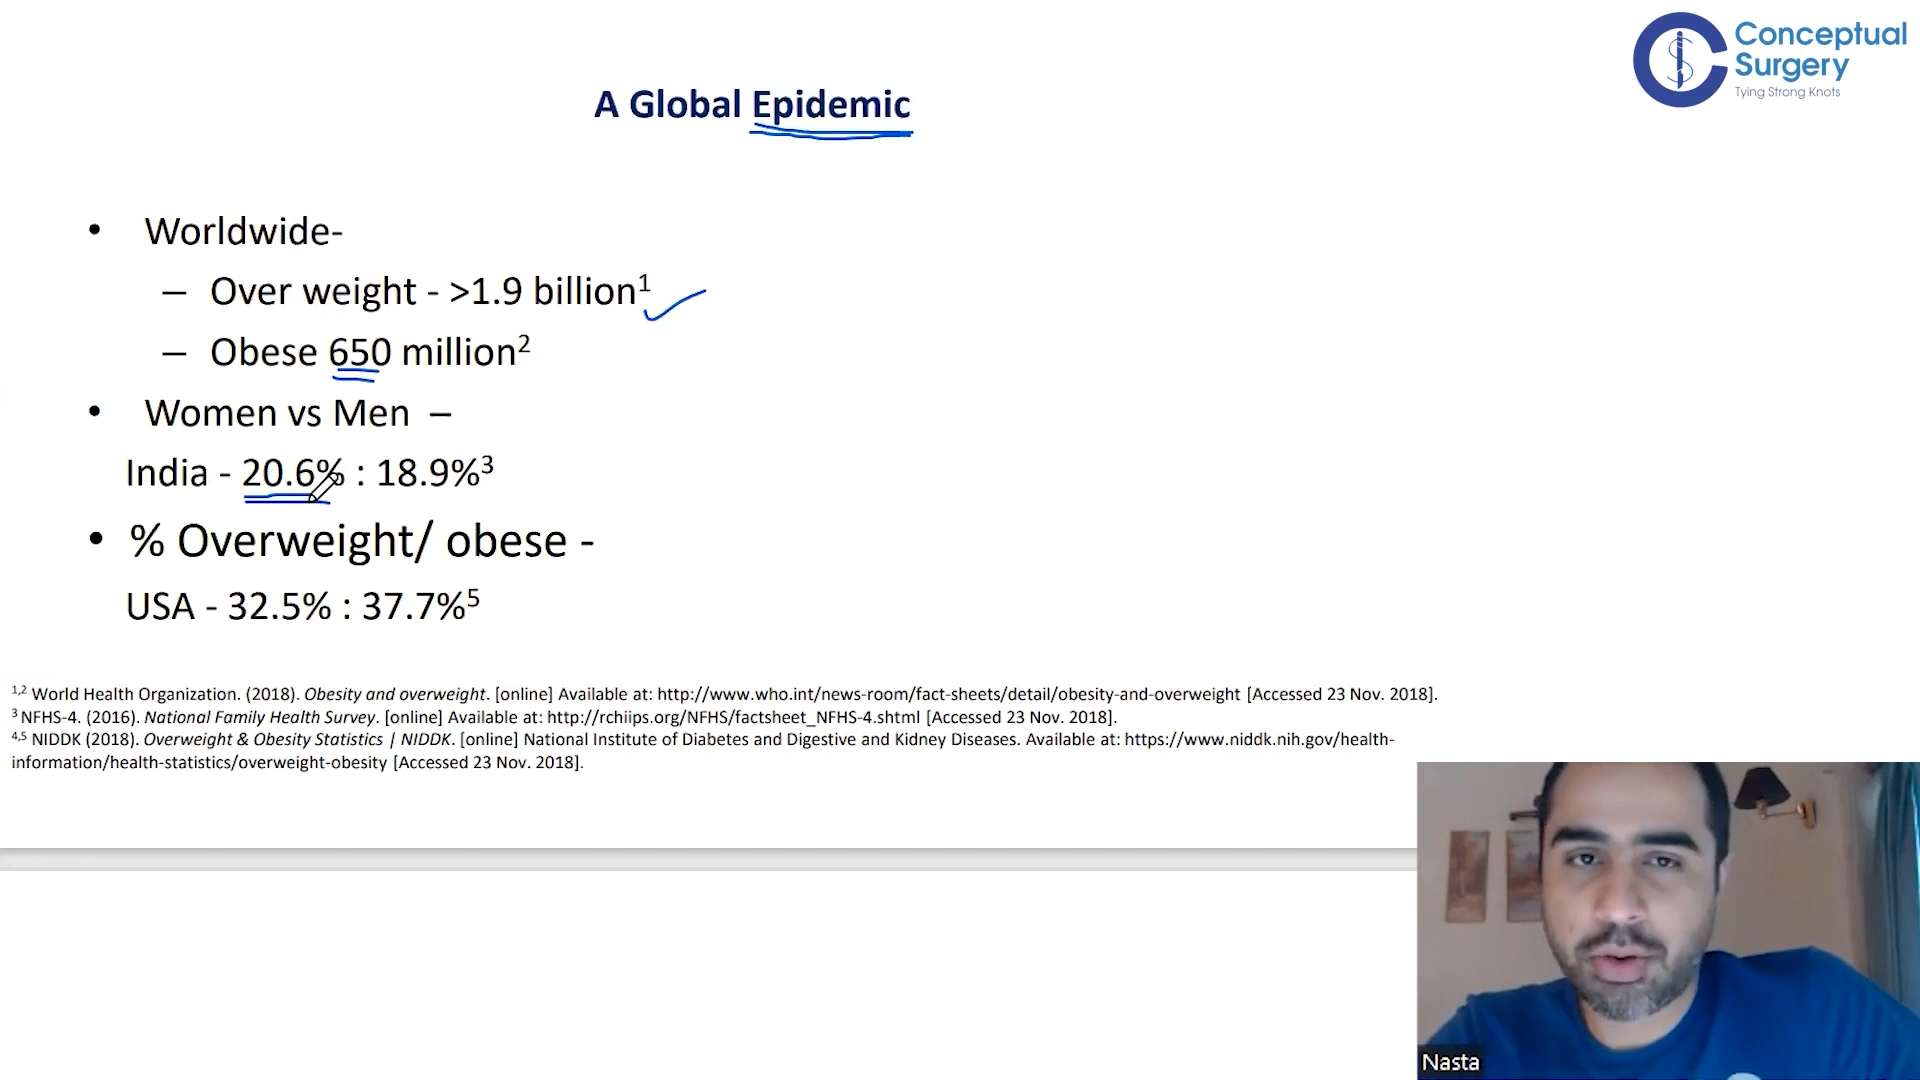 Conceptual
Surgery
Tying Strong Knots
A Global Epidemic
• Worldwide-
– Over weight - >1.9 billion¹
– Obese 650 million²
• Women vs Men –
India - 20.6% : 18.9%³
• % Overweight/ obese -
USA - 32.5% : 37.7%⁵
¹,² World Health Organization. (2018). Obesity and overweight. [online] Available at: http://www.who.int/news-room/fact-sheets/detail/obesity-and-overweight [Accessed 23 Nov. 2018].
³ NFHS-4. (2016). National Family Health Survey. [online] Available at: http://rchiips.org/NFHS/factsheet_NFHS-4.shtml [Accessed 23 Nov. 2018].
⁴,⁵ NIDDK (2018). Overweight & Obesity Statistics | NIDDK. [online] National Institute of Diabetes and Digestive and Kidney Diseases. Available at: https://www.niddk.nih.gov/health-
information/health-statistics/overweight-obesity [Accessed 23 Nov. 2018].
Nasta